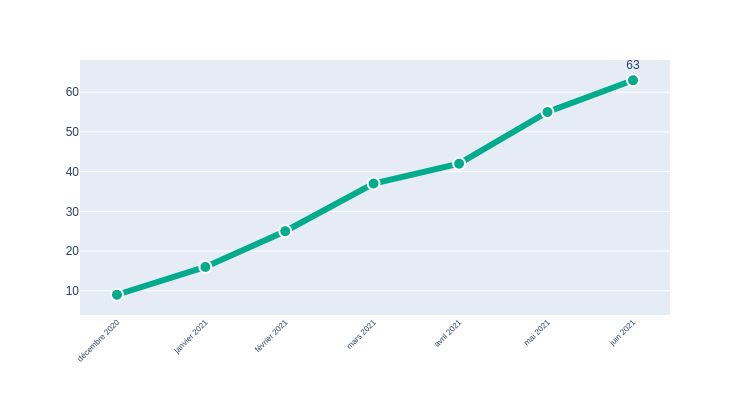 63
60
50
40
30
20
10
décembre 2020
janvier 2021
février 2021
mars 2021
avril 2021
mai 2021
juin 2021